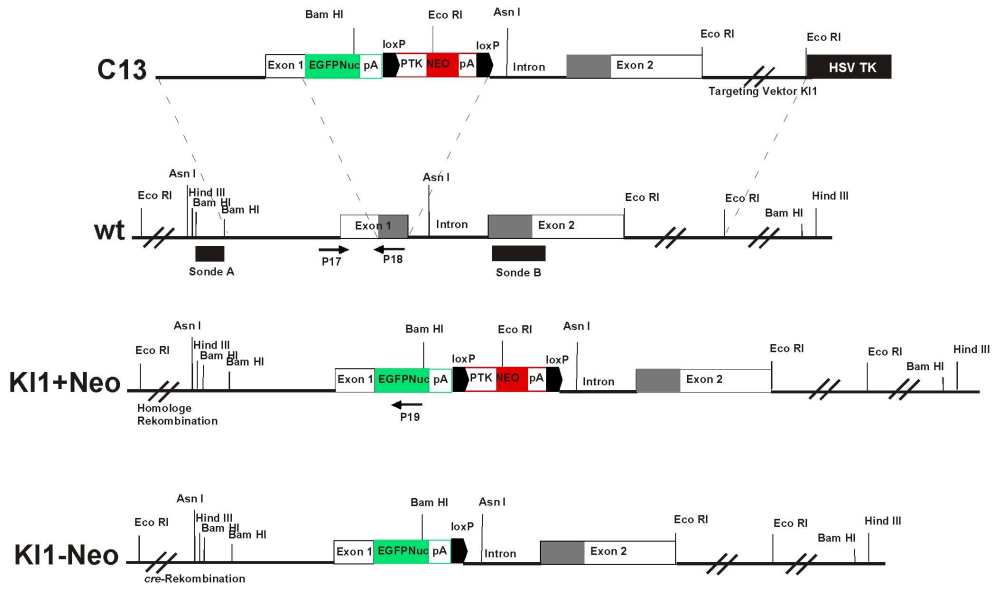 Bam HI
Eco RI
Asn I
Eco RI
Eco RI
loxP
loxP
C13
Exon 1
EGFPNuc
pA
PTK
NEO
pA
Intron
Exon 2
HSV TK
Targeting Vektor KI1
Asn I
Asn I
Eco RI
Hind III
Bam HI
Bam HI
Eco RI
Eco RI
Hind III
Bam HI
wt
Exon 1
Intron
Exon 2
P17
P18
Sonde A
Sonde B
Asn I
Bam HI
Eco RI
Asn I
Eco RI
Hind III
Bam HI
Bam HI
loxP
loxP
Eco RI
Eco RI
Hind III
Bam HI
KI1+Neo
Exon 1
EGFPNuc
pA
PTK
NEO
pA
Intron
Exon 2
Homologe
Rekombination
P19
Asn I
Bam HI
Asn I
Eco RI
Hind III
Bam HI
Bam HI
loxP
Eco RI
Eco RI
Hind III
Bam HI
KI1-Neo
Exon 1
EGFPNuc
pA
Intron
Exon 2
cre-Rekombination